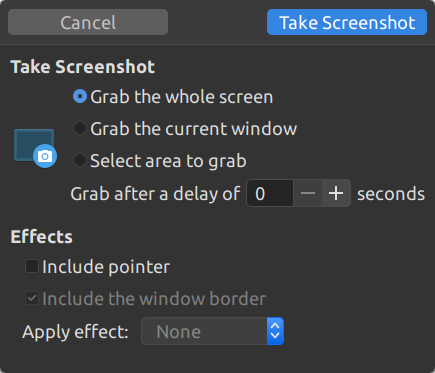 Cancel Take Screenshot
Take Screenshot
Grab the whole screen
Grab the current window
Select area to grab
Grab after a delay of 0 − + seconds
Effects
Include pointer
Include the window border
Apply effect: None